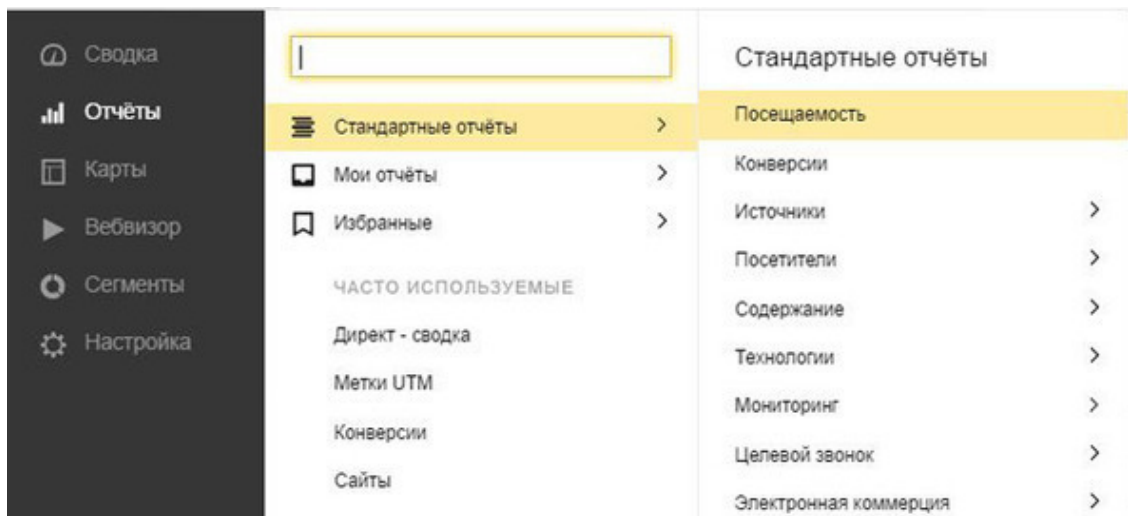 Сводка
Отчёты
Карты
Вебвизор
Сегменты
Настройка
Стандартные отчёты
Мои отчёты
Избранные
ЧАСТО ИСПОЛЬЗУЕМЫЕ
Директ - сводка
Метки UTM
Конверсии
Сайты
Стандартные отчёты
Посещаемость
Конверсии
Источники
Посетители
Содержание
Технологии
Мониторинг
Целевой звонок
Электронная коммерция